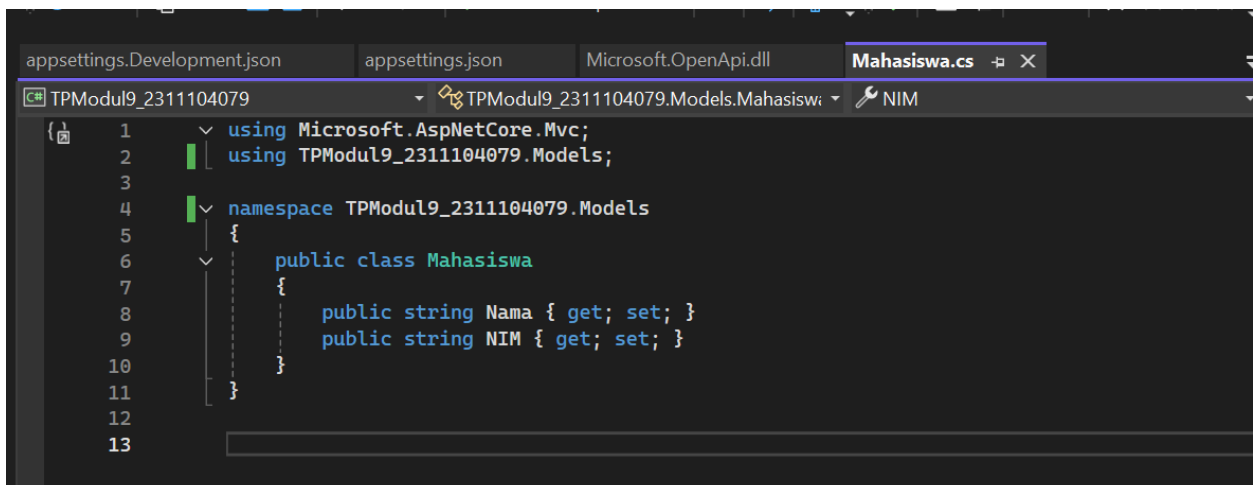 appsettings.Development.json appsettings.json Microsoft.OpenApi.dll Mahasiswa.cs
C# TPModul9_2311104079 TPModul9_2311104079.Models.Mahasiswa NIM
1 using Microsoft.AspNetCore.Mvc;
2 using TPModul9_2311104079.Models;
3
4 namespace TPModul9_2311104079.Models
5 {
6 public class Mahasiswa
7 {
8 public string Nama { get; set; }
9 public string NIM { get; set; }
10 }
11 }
12
13